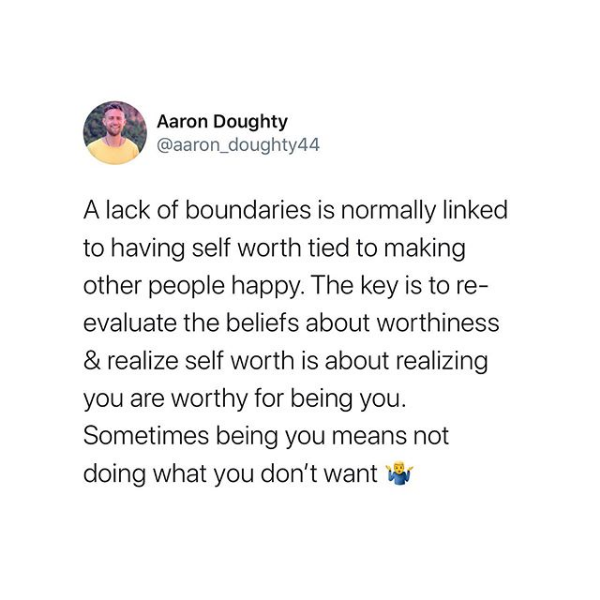 Aaron Doughty
@aaron_doughty44
A lack of boundaries is normally linked
to having self worth tied to making
other people happy. The key is to re-
evaluate the beliefs about worthiness
& realize self worth is about realizing
you are worthy for being you.
Sometimes being you means not
doing what you don't want 🤷‍♂️